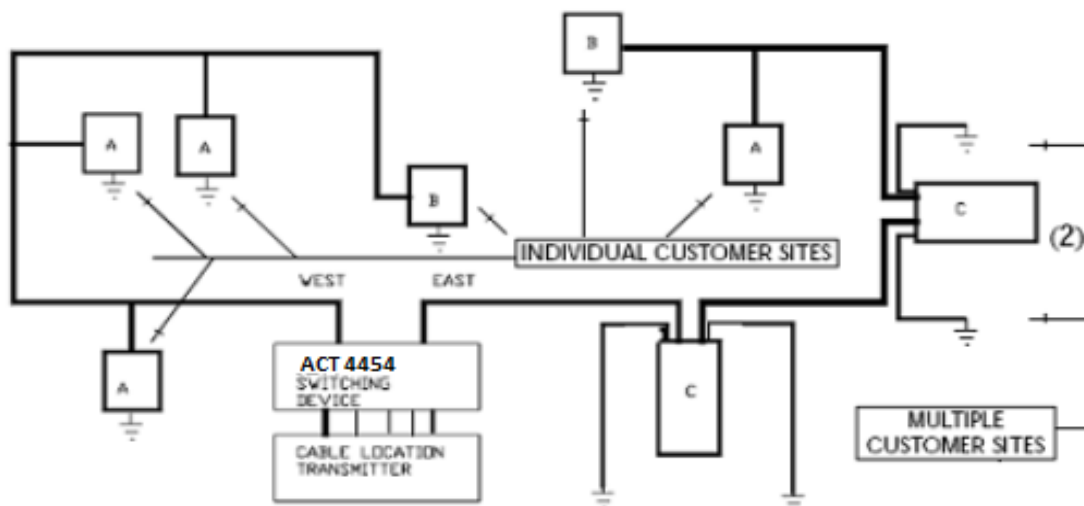 B
A
A
A
C
B
(2)
INDIVIDUAL CUSTOMER SITES
WEST
EAST
ACT 4454
SWITCHING
DEVICE
A
C
MULTIPLE
CUSTOMER SITES
CABLE LOCATION
TRANSMITTER